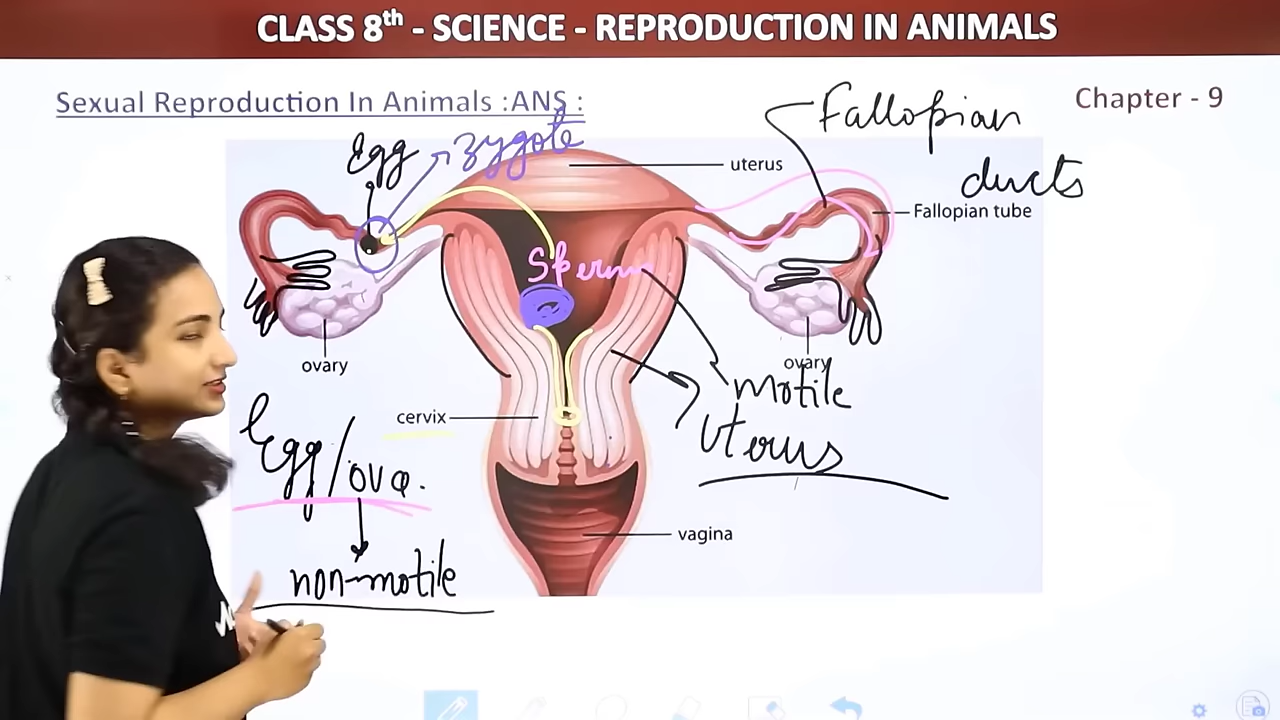 CLASS 8th - SCIENCE - REPRODUCTION IN ANIMALS
Sexual Reproduction In Animals :ANS :
Chapter - 9
Fallopian
ducts
Egg
zygote
uterus
Fallopian tube
Sperm
ovary
ovary
motile
cervix
Uterus
Egg/ova.
vagina
non-motile